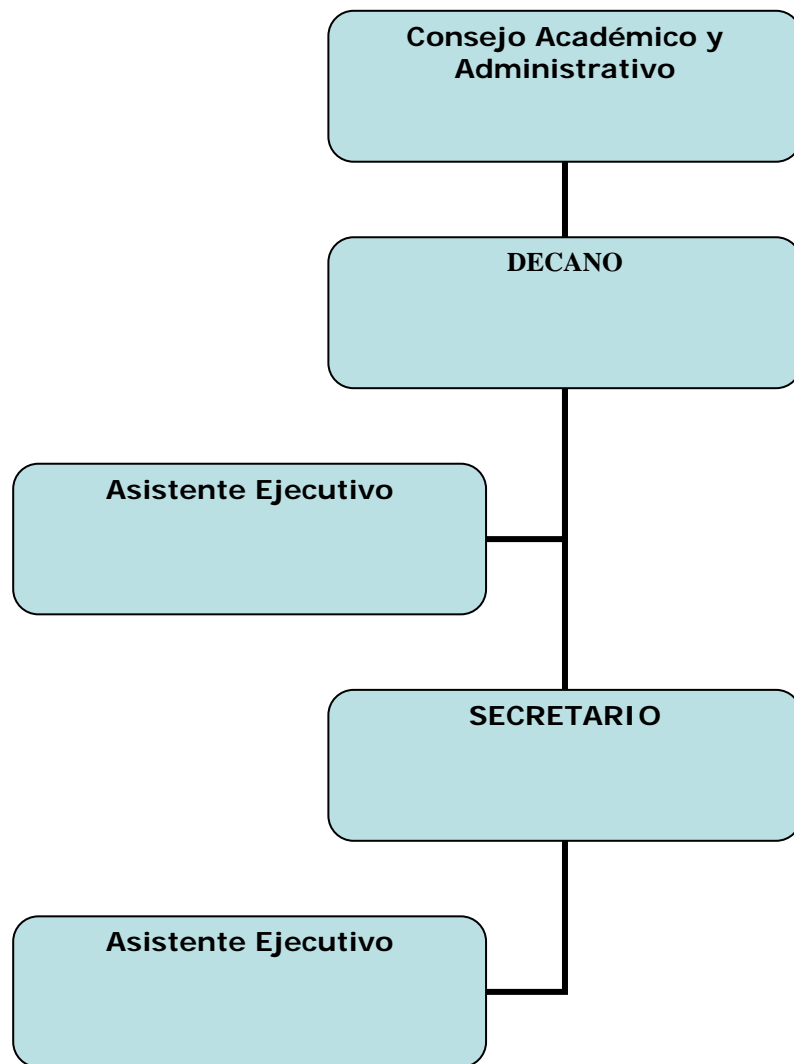 Consejo Académico y
Administrativo
DECANO
Asistente Ejecutivo
SECRETARIO
Asistente Ejecutivo